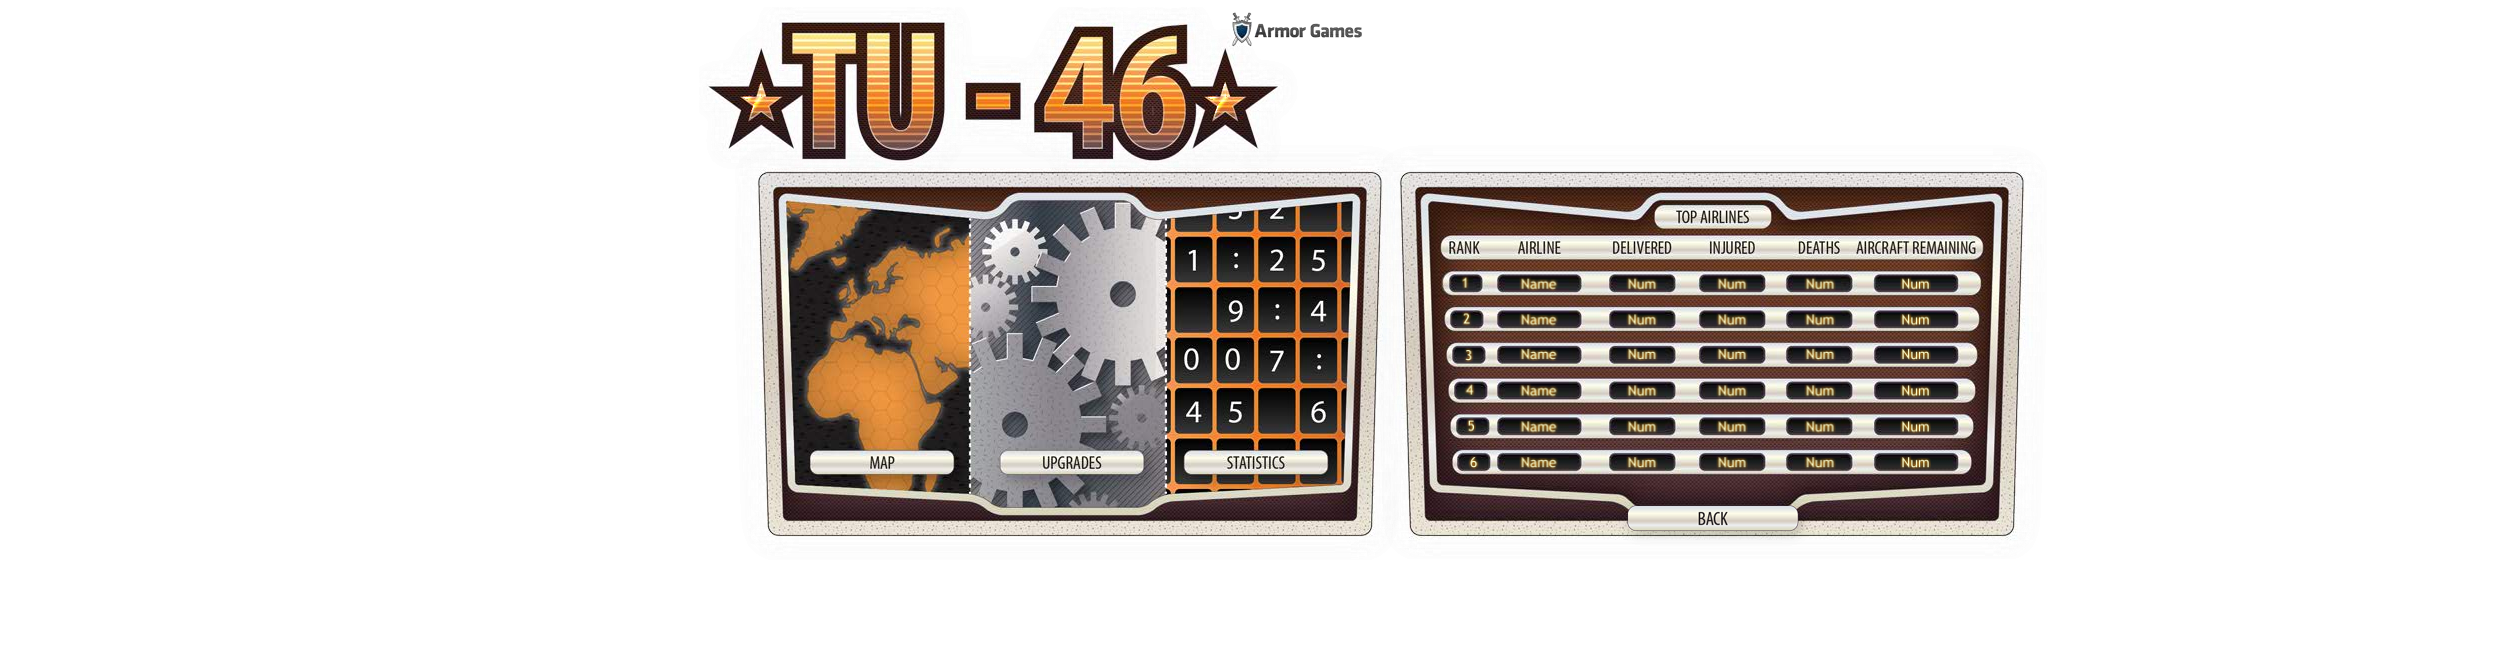 TU - 46
Armor Games
3 2
1 : 2 5
9 : 4
0 0 7 :
4 5 6
MAP UPGRADES STATISTICS
TOP AIRLINES
RANK AIRLINE DELIVERED INJURED DEATHS AIRCRAFT REMAINING
1 Name Num Num Num Num
2 Name Num Num Num Num
3 Name Num Num Num Num
4 Name Num Num Num Num
5 Name Num Num Num Num
6 Name Num Num Num Num
BACK